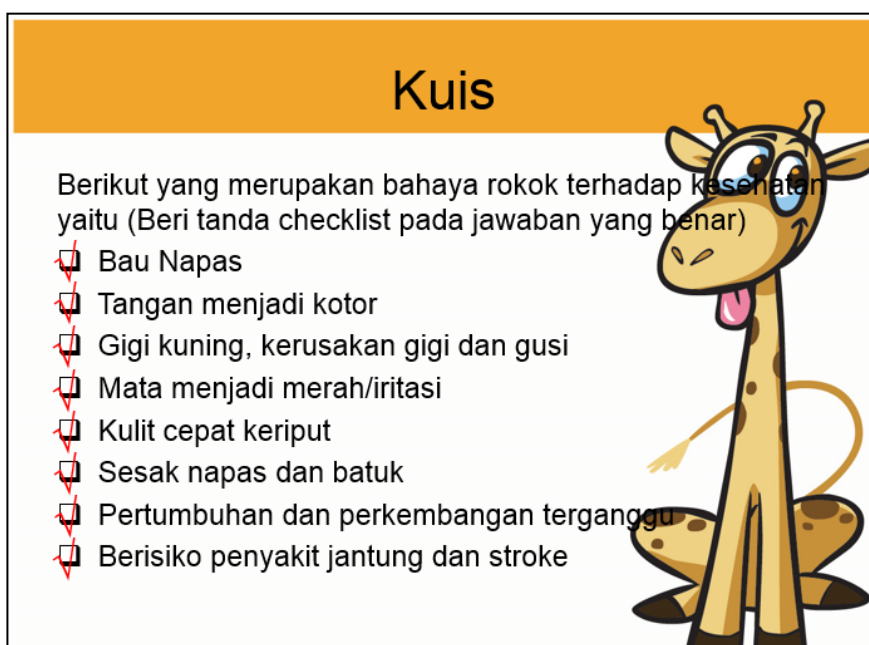 Kuis
Berikut yang merupakan bahaya rokok terhadap kesehatan
yaitu (Beri tanda checklist pada jawaban yang benar)
Bau Napas
Tangan menjadi kotor
Gigi kuning, kerusakan gigi dan gusi
Mata menjadi merah/iritasi
Kulit cepat keriput
Sesak napas dan batuk
Pertumbuhan dan perkembangan terganggu
Berisiko penyakit jantung dan stroke